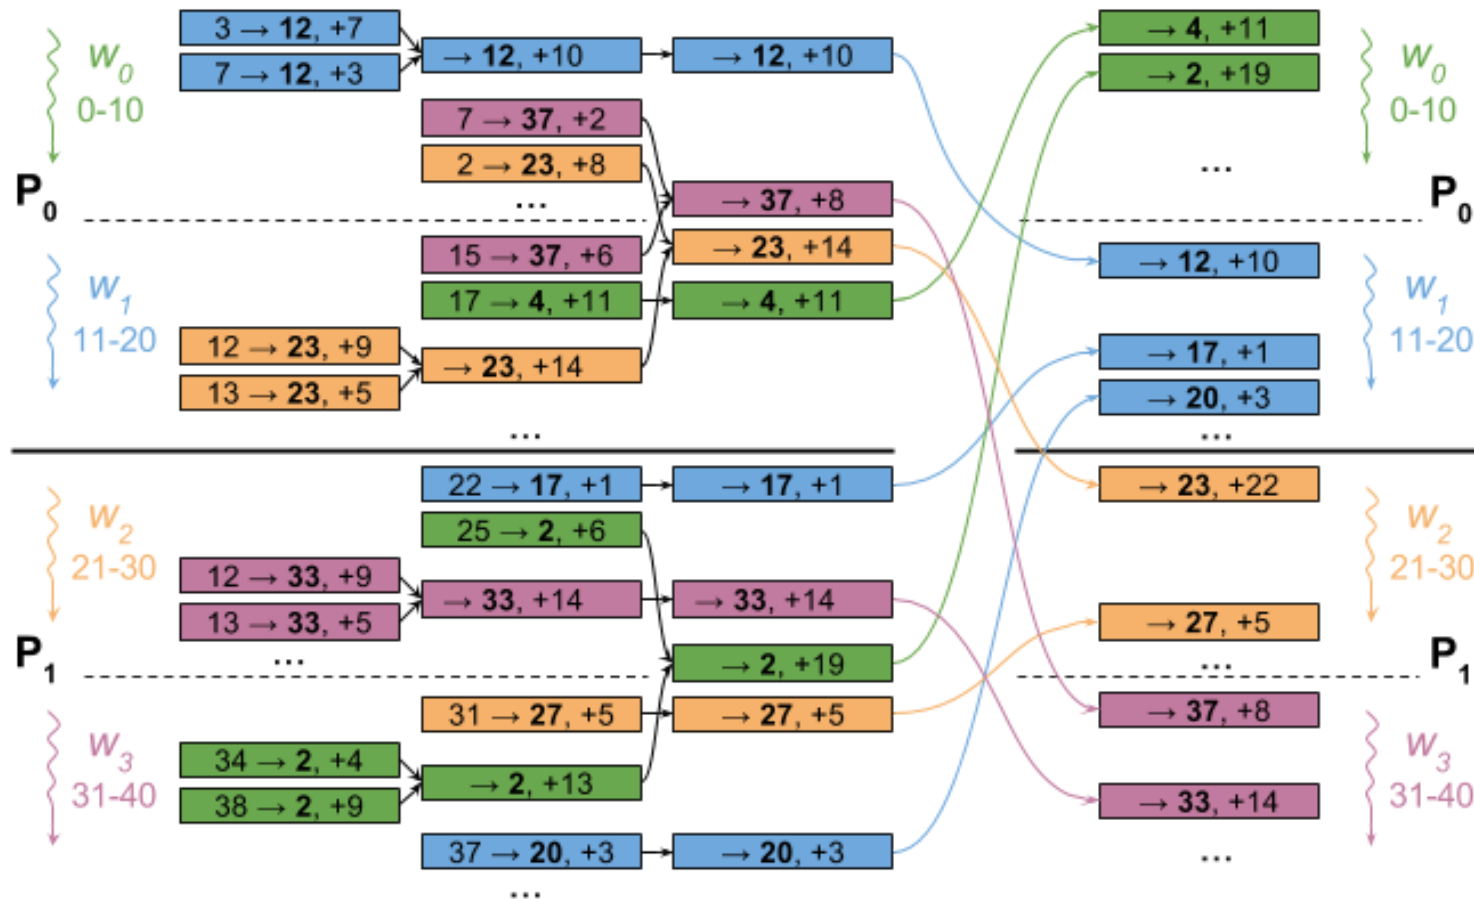 W0
0-10
P0
W1
11-20
W2
21-30
P1
W3
31-40
3 → 12, +7
7 → 12, +3
12 → 23, +9
13 → 23, +5
12 → 33, +9
13 → 33, +5
...
34 → 2, +4
38 → 2, +9
→ 12, +10
7 → 37, +2
2 → 23, +8
...
15 → 37, +6
17 → 4, +11
→ 23, +14
...
22 → 17, +1
25 → 2, +6
→ 33, +14
31 → 27, +5
→ 2, +13
37 → 20, +3
...
→ 12, +10
→ 37, +8
→ 23, +14
→ 4, +11
→ 17, +1
→ 33, +14
→ 2, +19
→ 27, +5
→ 20, +3
→ 4, +11
→ 2, +19
...
→ 12, +10
→ 17, +1
→ 20, +3
...
→ 23, +22
→ 27, +5
...
→ 37, +8
→ 33, +14
...
W0
0-10
P0
W1
11-20
W2
21-30
P1
W3
31-40